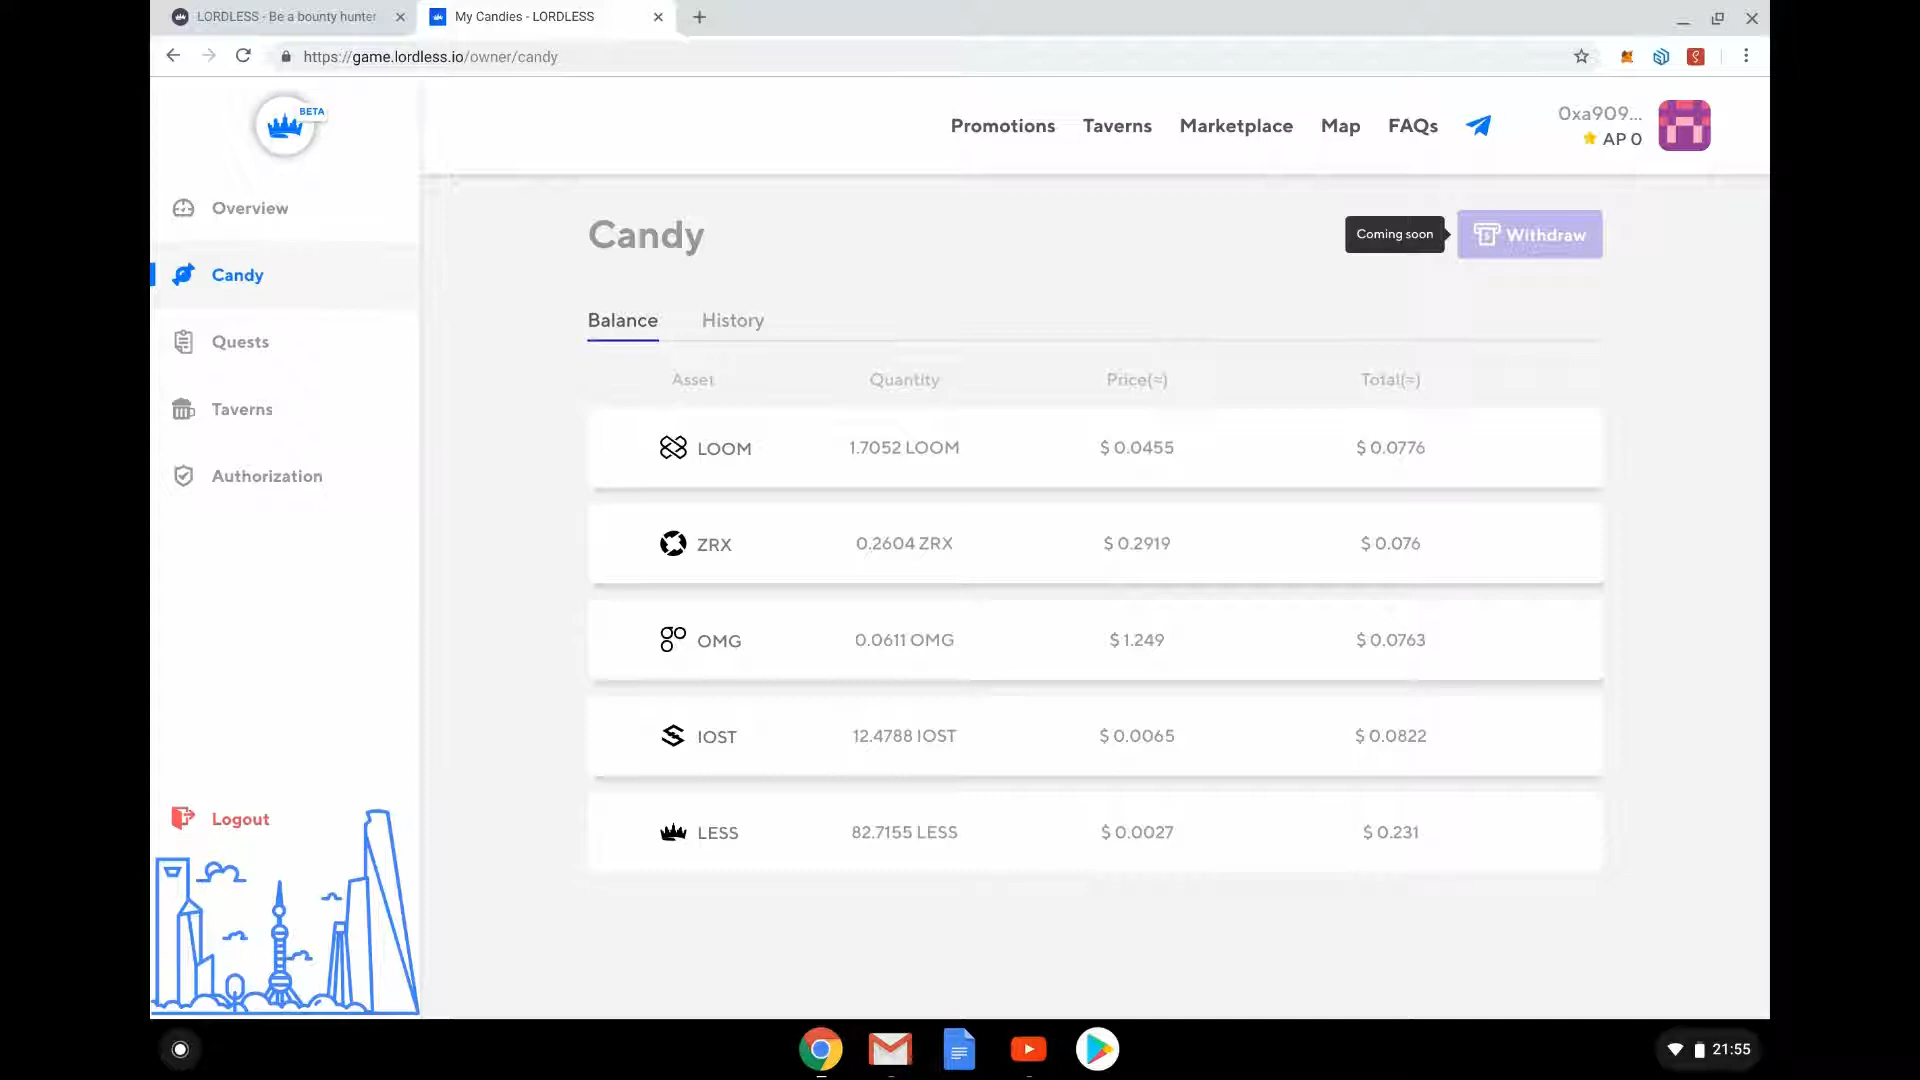 LORDLESS - Be a bounty hunter
My Candies - LORDLESS
https://game.lordless.io/owner/candy
BETA
Promotions
Taverns
Marketplace
Map
FAQs
0xa909...
AP 0
Overview
Candy
Quests
Taverns
Authorization
Logout
Candy
Coming soon
Withdraw
Balance
History
Asset Quantity Price(≈) Total(≈)
LOOM 1.7052 LOOM $ 0.0455 $ 0.0776
ZRX 0.2604 ZRX $ 0.2919 $ 0.076
OMG 0.0611 OMG $ 1.249 $ 0.0763
IOST 12.4788 IOST $ 0.0065 $ 0.0822
LESS 82.7155 LESS $ 0.0027 $ 0.231
21:55